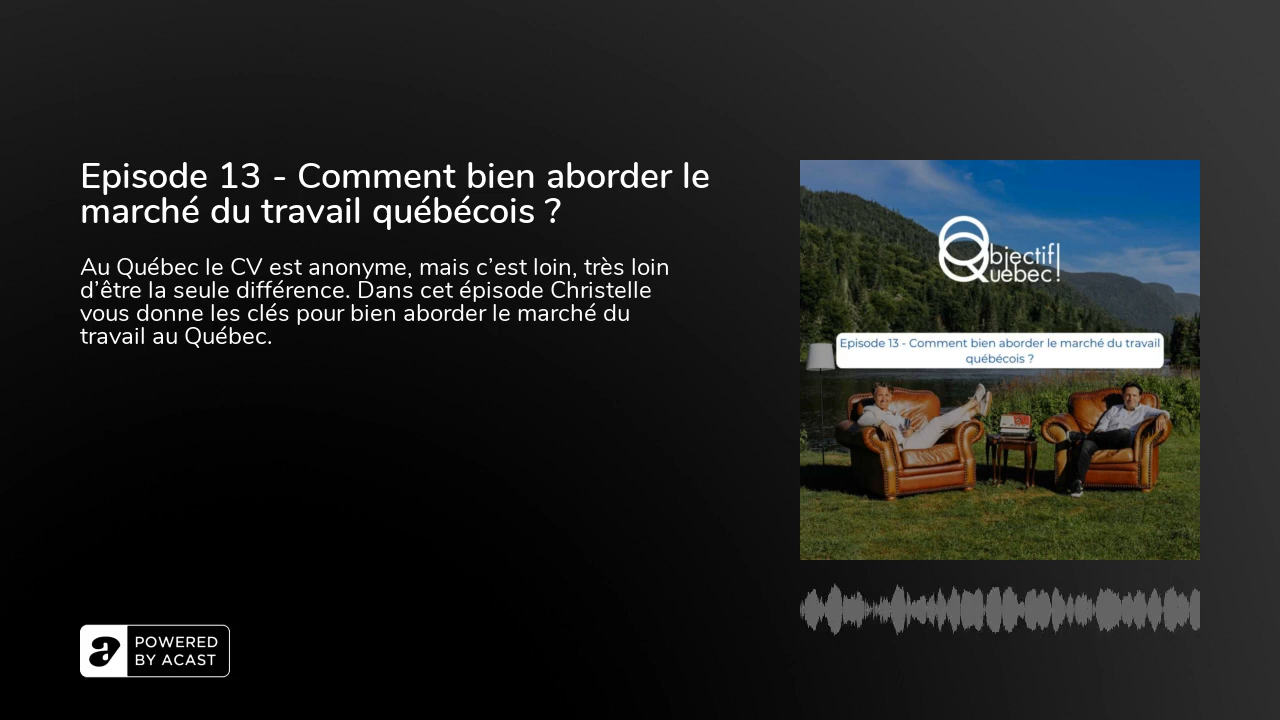 Episode 13 - Comment bien aborder le
marché du travail québécois ?
Au Québec le CV est anonyme, mais c’est loin, très loin
d’être la seule différence. Dans cet épisode Christelle
vous donne les clés pour bien aborder le marché du
travail au Québec.
Objectif
Québec!
Episode 13 - Comment bien aborder le marché du travail
québécois ?
POWERED
BY ACAST